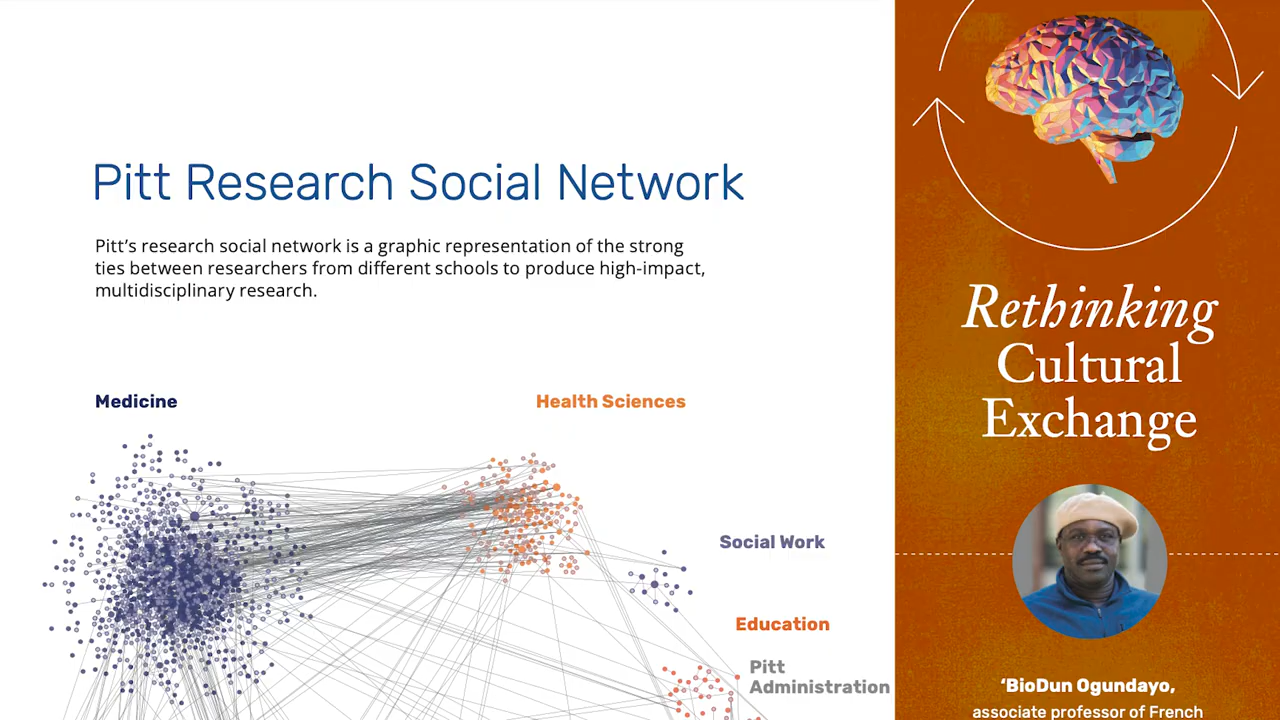 Pitt Research Social Network
Pitt’s research social network is a graphic representation of the strong
ties between researchers from different schools to produce high-impact,
multidisciplinary research.
Medicine
Health Sciences
Social Work
Education
Pitt
Administration
Rethinking
Cultural
Exchange
‘BioDun Ogundayo,
associate professor of French